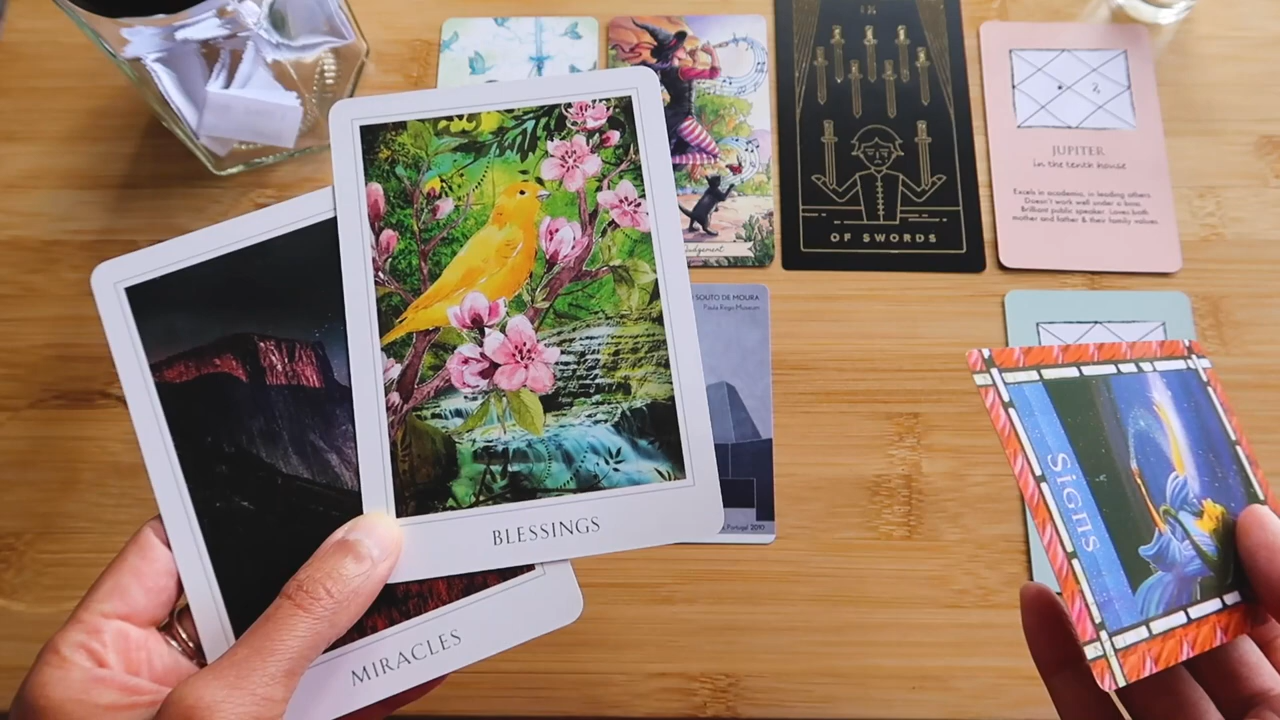 IX
OF SWORDS
Judgement
JUPITER
in the tenth house
Excels in academia, in leading others.
Doesn't work well under a boss.
Brilliant public speaker. Loves both
mother and father & their family values.
SOUTO DE MOURA
Paula Rego Museum
Portugal 2010
BLESSINGS
MIRACLES
Signs